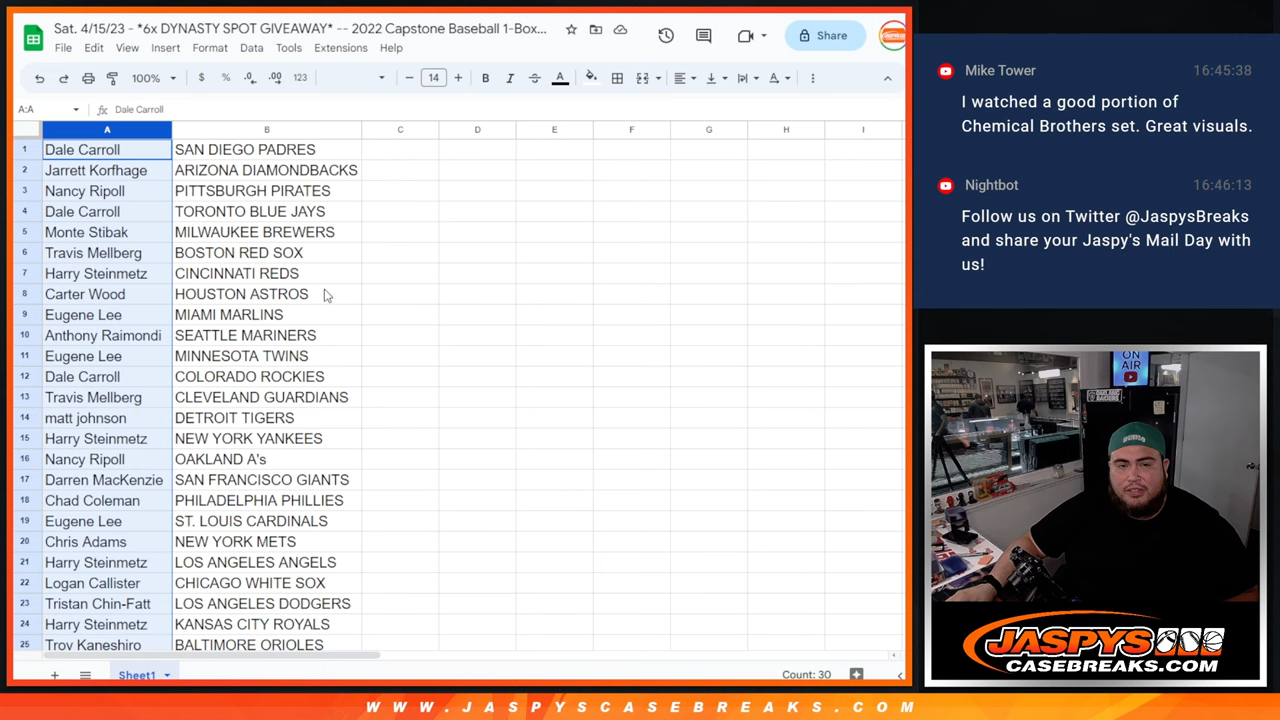 Sat. 4/15/23 - *6x DYNASTY SPOT GIVEAWAY* -- 2022 Capstone Baseball 1-Box...
File Edit View Insert Format Data Tools Extensions Help
Share
100% $ % .0 .00 123 14 B I A
A:A fx Dale Carroll
A B C D E F G H I
1 Dale Carroll SAN DIEGO PADRES
2 Jarrett Korfhage ARIZONA DIAMONDBACKS
3 Nancy Ripoll PITTSBURGH PIRATES
4 Dale Carroll TORONTO BLUE JAYS
5 Monte Stibak MILWAUKEE BREWERS
6 Travis Mellberg BOSTON RED SOX
7 Harry Steinmetz CINCINNATI REDS
8 Carter Wood HOUSTON ASTROS
9 Eugene Lee MIAMI MARLINS
10 Anthony Raimondi SEATTLE MARINERS
11 Eugene Lee MINNESOTA TWINS
12 Dale Carroll COLORADO ROCKIES
13 Travis Mellberg CLEVELAND GUARDIANS
14 matt johnson DETROIT TIGERS
15 Harry Steinmetz NEW YORK YANKEES
16 Nancy Ripoll OAKLAND A's
17 Darren MacKenzie SAN FRANCISCO GIANTS
18 Chad Coleman PHILADELPHIA PHILLIES
19 Eugene Lee ST. LOUIS CARDINALS
20 Chris Adams NEW YORK METS
21 Harry Steinmetz LOS ANGELES ANGELS
22 Logan Callister CHICAGO WHITE SOX
23 Tristan Chin-Fatt LOS ANGELES DODGERS
24 Harry Steinmetz KANSAS CITY ROYALS
25 Troy Kaneshiro BALTIMORE ORIOLES
Sheet1
Count: 30
Mike Tower 16:45:38
I watched a good portion of
Chemical Brothers set. Great visuals.
Nightbot 16:46:13
Follow us on Twitter @JaspysBreaks
and share your Jaspy's Mail Day with
us!
ON
AIR
JASPYS
CASEBREAKS.COM
WWW.JASPYSCASEBREAKS.COM